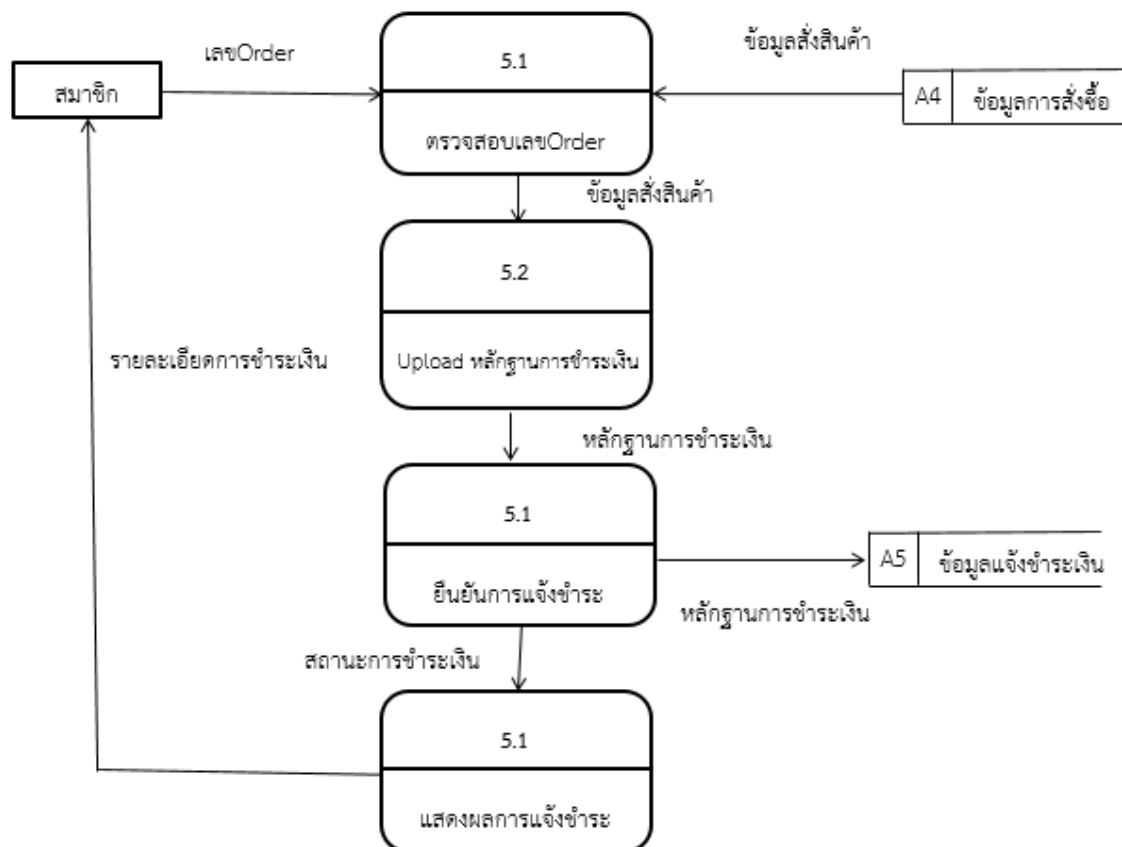 เลขOrder
ข้อมูลสั่งสินค้า
สมาชิก
5.1
ตรวจสอบเลขOrder
A4
ข้อมูลการสั่งซื้อ
ข้อมูลสั่งสินค้า
5.2
Upload หลักฐานการชำระเงิน
รายละเอียดการชำระเงิน
หลักฐานการชำระเงิน
5.1
ยืนยันการแจ้งชำระ
A5
ข้อมูลแจ้งชำระเงิน
หลักฐานการชำระเงิน
สถานะการชำระเงิน
5.1
แสดงผลการแจ้งชำระ